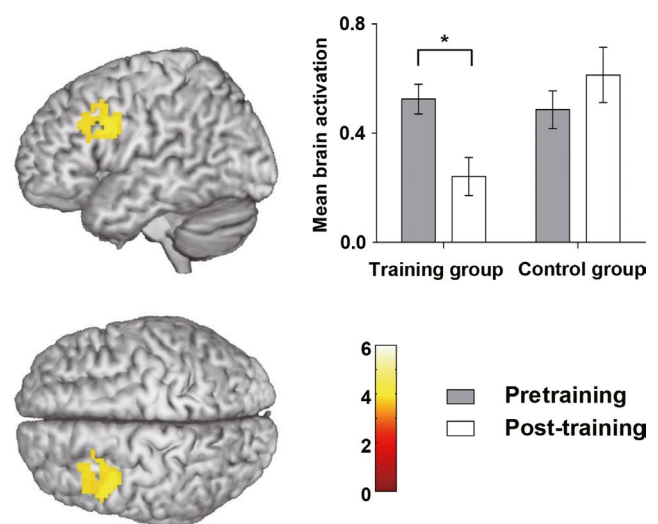 0.8
*
0.4
0.0
Mean brain activation
Training group
Control group
6
4
2
0
Pretraining
Post-training